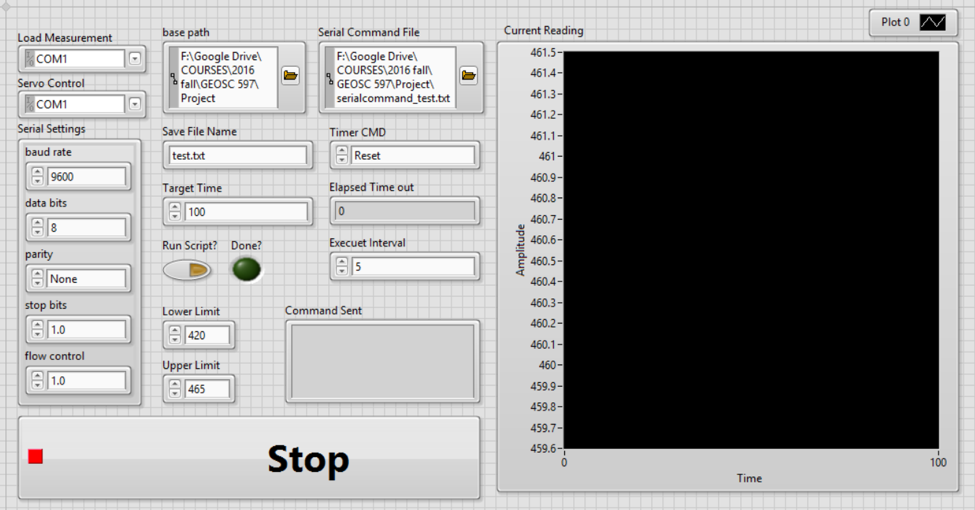 Load Measurement
COM1
Servo Control
COM1
Serial Settings
baud rate
9600
data bits
8
parity
None
stop bits
1.0
flow control
1.0
base path
F:\Google Drive\
COURSES\2016
fall\GEOSC 597\
Project
Serial Command File
F:\Google Drive\
COURSES\2016 fall\
GEOSC 597\Project\
serialcommand_test.txt
Save File Name
test.txt
Timer CMD
Reset
Target Time
100
Elapsed Time out
0
Run Script?
Done?
Execuet Interval
5
Lower Limit
420
Upper Limit
465
Command Sent
Stop
Current Reading
Plot 0
Amplitude
461.5
461.4
461.3
461.2
461.1
461
460.9
460.8
460.7
460.6
460.5
460.4
460.3
460.2
460.1
460
459.9
459.8
459.7
459.6
0
100
Time